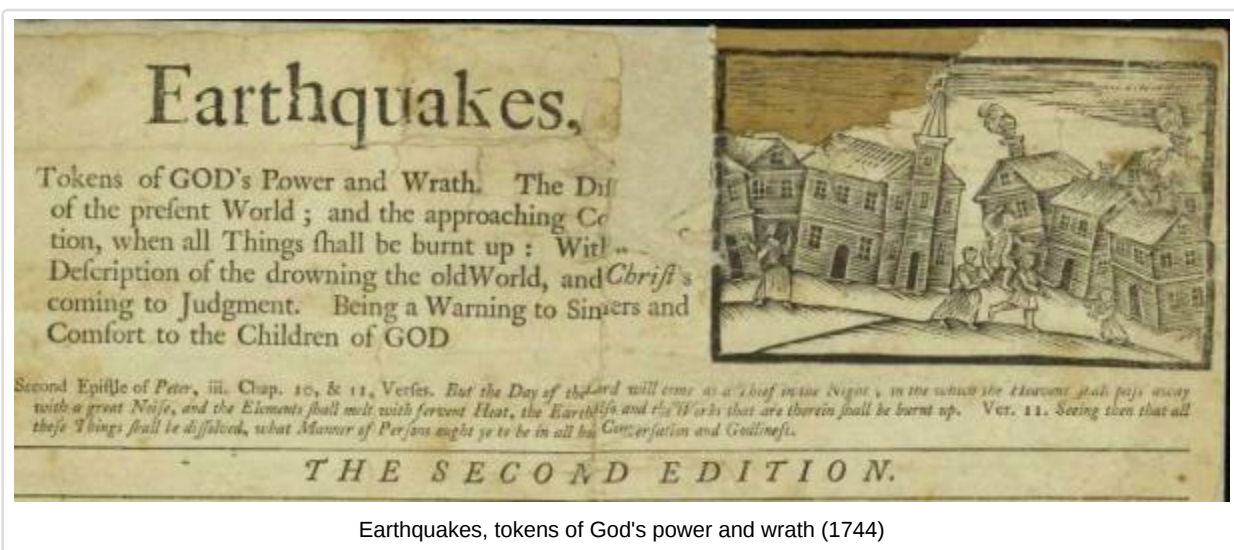 Earthquakes,
Tokens of GOD's Power and Wrath. The Diſ
of the preſent World ; and the approaching Co
tion, when all Things ſhall be burnt up : With
Deſcription of the drowning the oldWorld, and Chriſt's
coming to Judgment. Being a Warning to Sinners and
Comfort to the Children of GOD
Second Epiſtle of Peter, iii. Chap. 10, & 11, Verſes. But the Day of the Lord will come as a Thief in the Night ; in the which the Heavens ſhall paſs away
with a great Noiſe, and the Elements ſhall melt with fervent Heat, the Earth alſo and the Works that are therein ſhall be burnt up. Ver. 11. Seeing then that all
theſe Things ſhall be diſſolved, what Manner of Perſons ought ye to be in all Converſation and Godlineſs.
THE SECOND EDITION.
Earthquakes, tokens of God's power and wrath (1744)